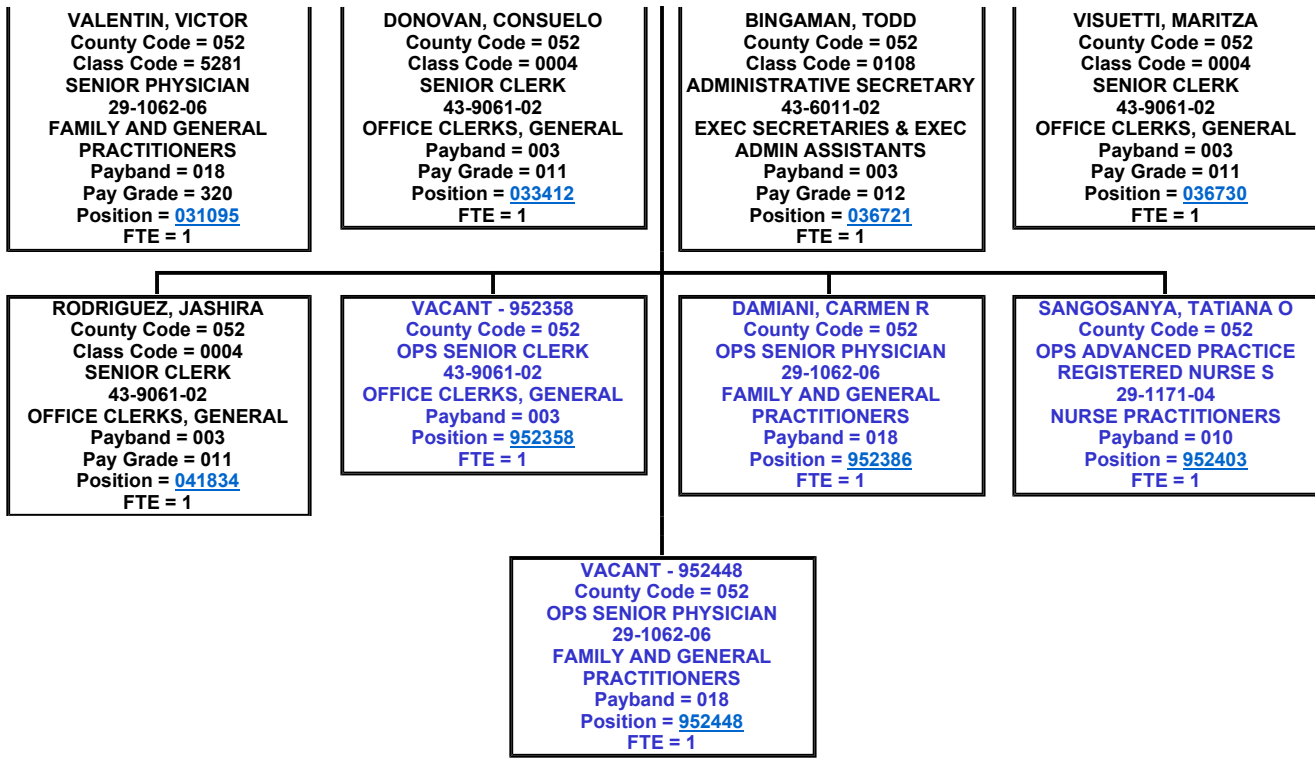 VALENTIN, VICTOR
County Code = 052
Class Code = 5281
SENIOR PHYSICIAN
29-1062-06
FAMILY AND GENERAL
PRACTITIONERS
Payband = 018
Pay Grade = 320
Position = 031095
FTE = 1
DONOVAN, CONSUELO
County Code = 052
Class Code = 0004
SENIOR CLERK
43-9061-02
OFFICE CLERKS, GENERAL
Payband = 003
Pay Grade = 011
Position = 033412
FTE = 1
BINGAMAN, TODD
County Code = 052
Class Code = 0108
ADMINISTRATIVE SECRETARY
43-6011-02
EXEC SECRETARIES & EXEC
ADMIN ASSISTANTS
Payband = 003
Pay Grade = 012
Position = 036721
FTE = 1
VISUETTI, MARITZA
County Code = 052
Class Code = 0004
SENIOR CLERK
43-9061-02
OFFICE CLERKS, GENERAL
Payband = 003
Pay Grade = 011
Position = 036730
FTE = 1
RODRIGUEZ, JASHIRA
County Code = 052
Class Code = 0004
SENIOR CLERK
43-9061-02
OFFICE CLERKS, GENERAL
Payband = 003
Pay Grade = 011
Position = 041834
FTE = 1
VACANT - 952358
County Code = 052
OPS SENIOR CLERK
43-9061-02
OFFICE CLERKS, GENERAL
Payband = 003
Position = 952358
FTE = 1
DAMIANI, CARMEN R
County Code = 052
OPS SENIOR PHYSICIAN
29-1062-06
FAMILY AND GENERAL
PRACTITIONERS
Payband = 018
Position = 952386
FTE = 1
SANGOSANYA, TATIANA O
County Code = 052
OPS ADVANCED PRACTICE
REGISTERED NURSE S
29-1171-04
NURSE PRACTITIONERS
Payband = 010
Position = 952403
FTE = 1
VACANT - 952448
County Code = 052
OPS SENIOR PHYSICIAN
29-1062-06
FAMILY AND GENERAL
PRACTITIONERS
Payband = 018
Position = 952448
FTE = 1